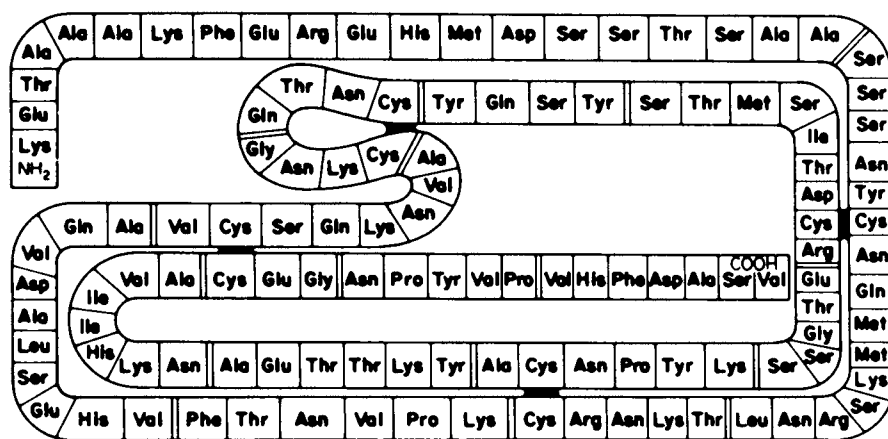 Ala Ala Lys Phe Glu Arg Glu His Met Asp Ser Ser Thr Ser Ala Ala
Ala
Thr
Glu
Lys
NH2
Ser
Ser
Ser
Asn
Tyr
Cys
Asn
Gln
Met
Met
Lys
Ser
Gln Thr Asn Cys Tyr Gln Ser Tyr Ser Thr Met Ser
Ile
Thr
Asp
Cys
Arg
Glu
Thr
Gly
Ser
Gly Asn Lys Cys Ala
Val
Asn
Gln Ala Val Cys Ser Gln Lys
Val
Asp
Ala
Leu
Ser
Glu
COOH
Val Ala Cys Glu Gly Asn Pro Tyr Val Pro Val His Phe Asp Ala Ser Val
Ile
Ile
His
Lys Asn Ala Glu Thr Thr Lys Tyr Ala Cys Asn Pro Tyr Lys Ser
His Val Phe Thr Asn Val Pro Lys Cys Arg Asn Lys Thr Leu Asn Arg